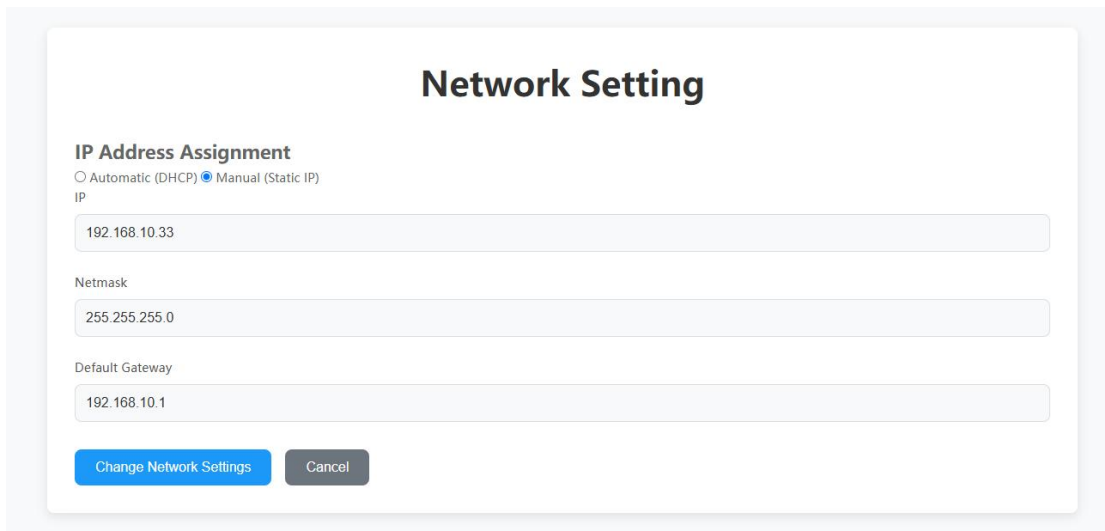 Network Setting
IP Address Assignment
Automatic (DHCP) Manual (Static IP)
IP
192.168.10.33
Netmask
255.255.255.0
Default Gateway
192.168.10.1
Change Network Settings Cancel